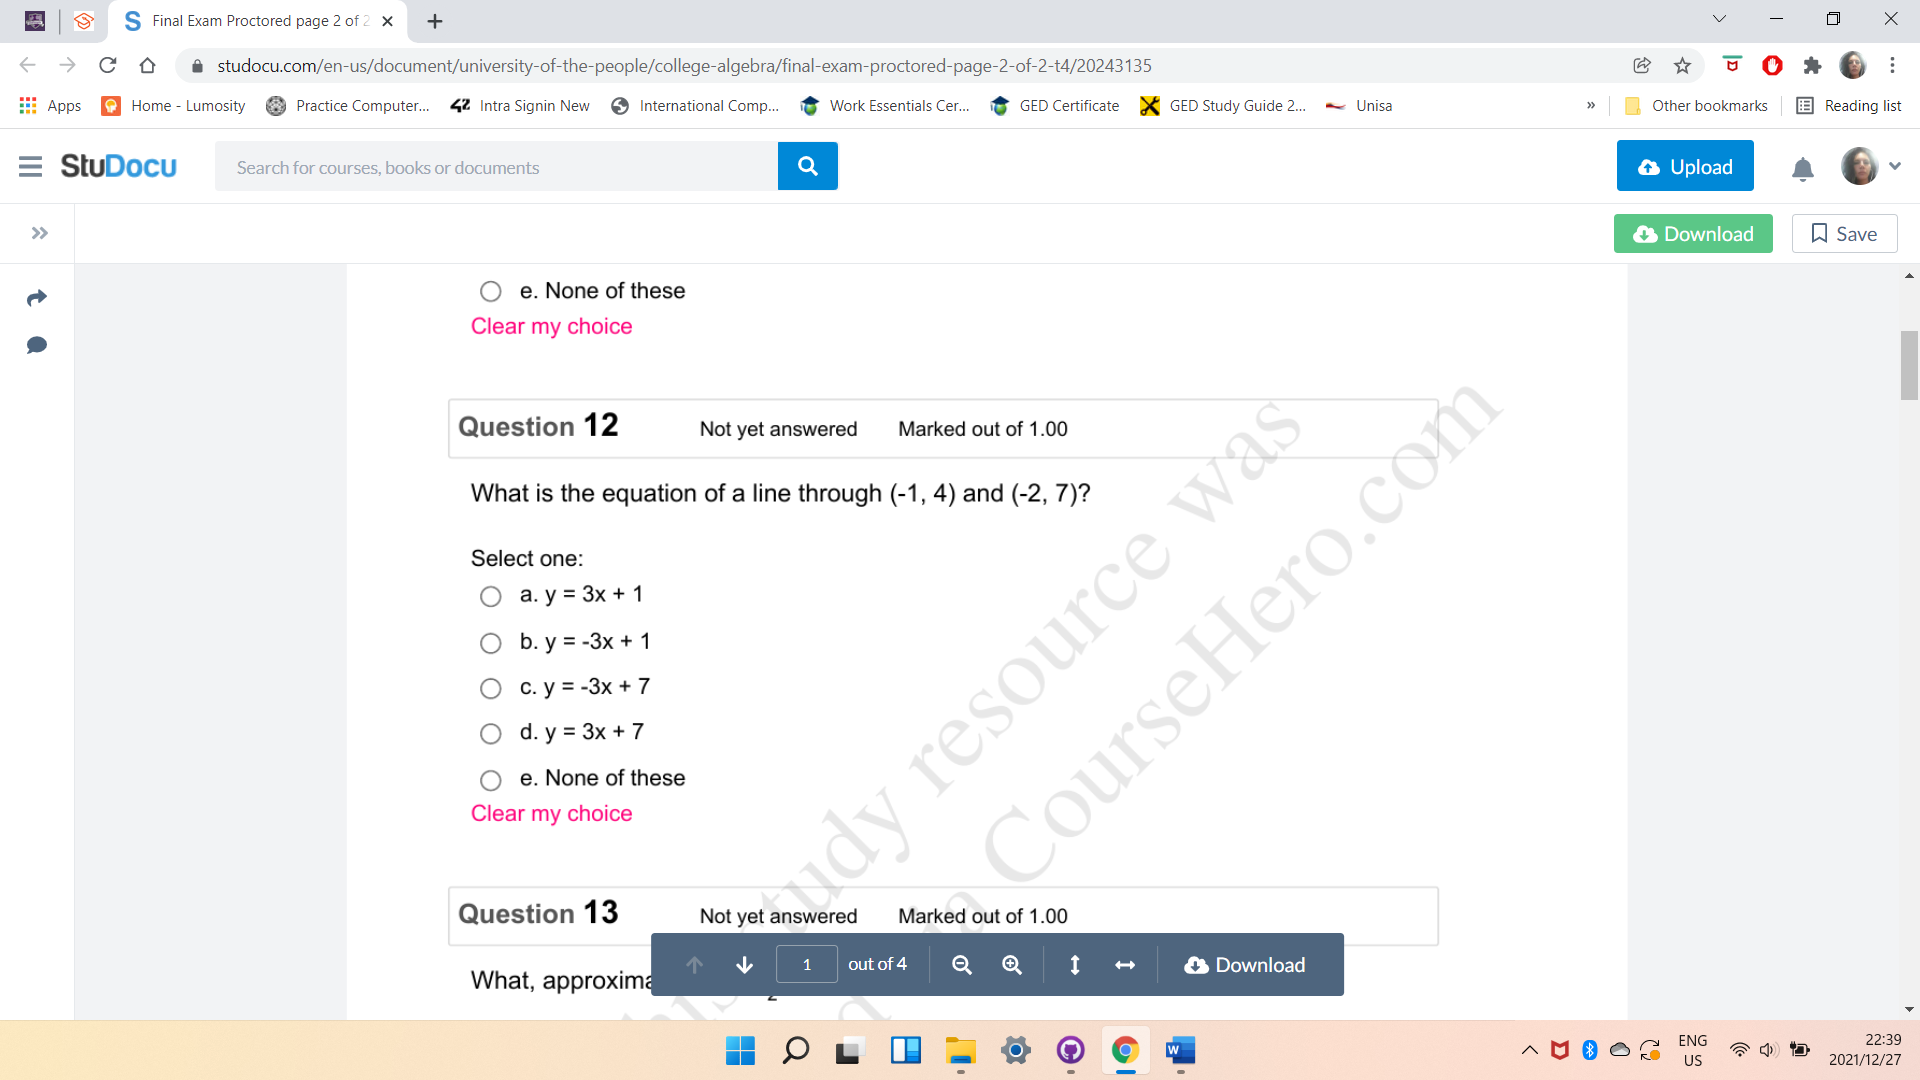 Final Exam Proctored page 2 of 2
studocu.com/en-us/document/university-of-the-people/college-algebra/final-exam-proctored-page-2-of-2-t4/20243135
Apps Home - Lumosity Practice Computer... Intra Signin New International Comp... Work Essentials Cer... GED Certificate GED Study Guide 2... Unisa » Other bookmarks Reading list
StuDocu Search for courses, books or documents Upload
Download Save
e. None of these
Clear my choice
Question 12 Not yet answered Marked out of 1.00
What is the equation of a line through (-1, 4) and (-2, 7)?
Select one:
a. y = 3x + 1
b. y = -3x + 1
c. y = -3x + 7
d. y = 3x + 7
e. None of these
Clear my choice
study resource was
CourseHero.com
Question 13 Not yet answered Marked out of 1.00
What, approxima
1 out of 4 Download
ENG
US
22:39
2021/12/27